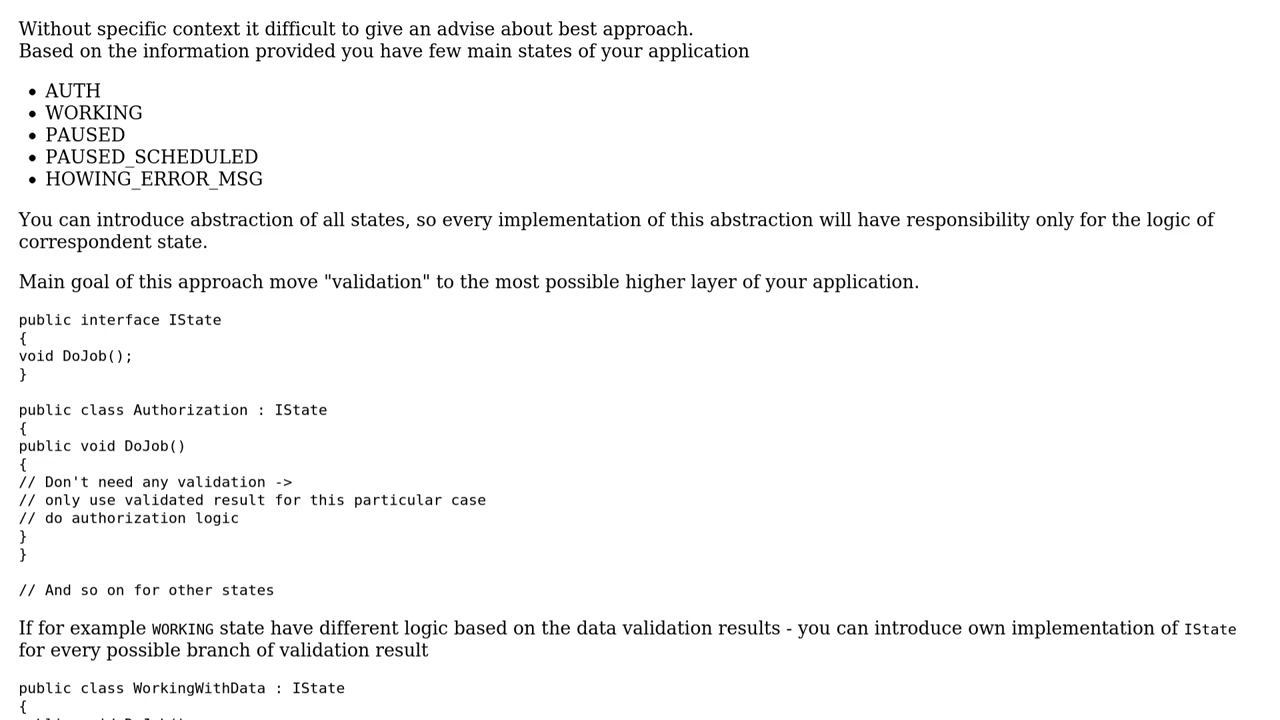 Without specific context it difficult to give an advise about best approach.
Based on the information provided you have few main states of your application
• AUTH
• WORKING
• PAUSED
• PAUSED_SCHEDULED
• HOWING_ERROR_MSG
You can introduce abstraction of all states, so every implementation of this abstraction will have responsibility only for the logic of
correspondent state.
Main goal of this approach move "validation" to the most possible higher layer of your application.
public interface IState
{
void DoJob();
}
public class Authorization : IState
{
public void DoJob()
{
// Don't need any validation ->
// only use validated result for this particular case
// do authorization logic
}
}
// And so on for other states
If for example WORKING state have different logic based on the data validation results - you can introduce own implementation of IState
for every possible branch of validation result
public class WorkingWithData : IState
{